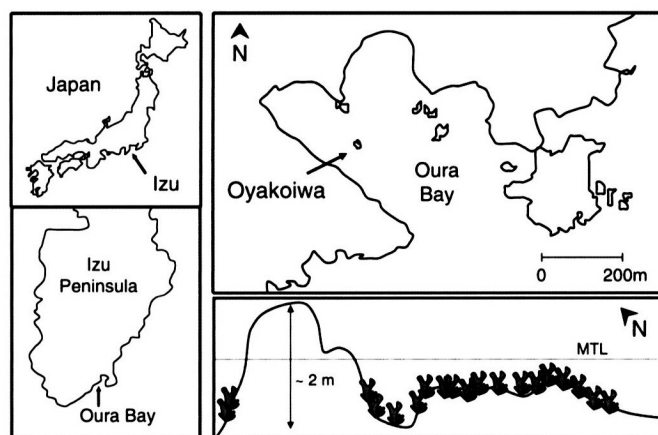 Japan
Izu
Izu
Peninsula
Oura Bay
N
Oyakoiwa
Oura
Bay
0 200m
N
MTL
~ 2 m